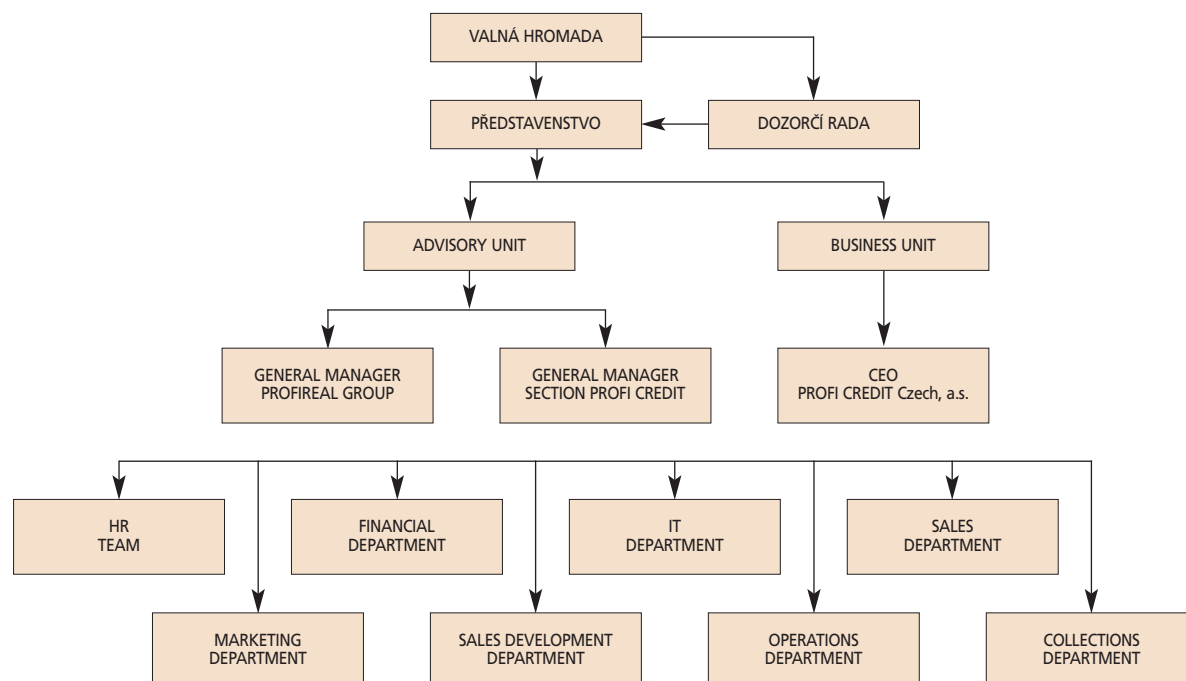 VALNÁ HROMADA
PŘEDSTAVENSTVO
DOZORČÍ RADA
ADVISORY UNIT
BUSINESS UNIT
GENERAL MANAGER
PROFIREAL GROUP
GENERAL MANAGER
SECTION PROFI CREDIT
CEO
PROFI CREDIT Czech, a.s.
HR
TEAM
FINANCIAL
DEPARTMENT
IT
DEPARTMENT
SALES
DEPARTMENT
MARKETING
DEPARTMENT
SALES DEVELOPMENT
DEPARTMENT
OPERATIONS
DEPARTMENT
COLLECTIONS
DEPARTMENT